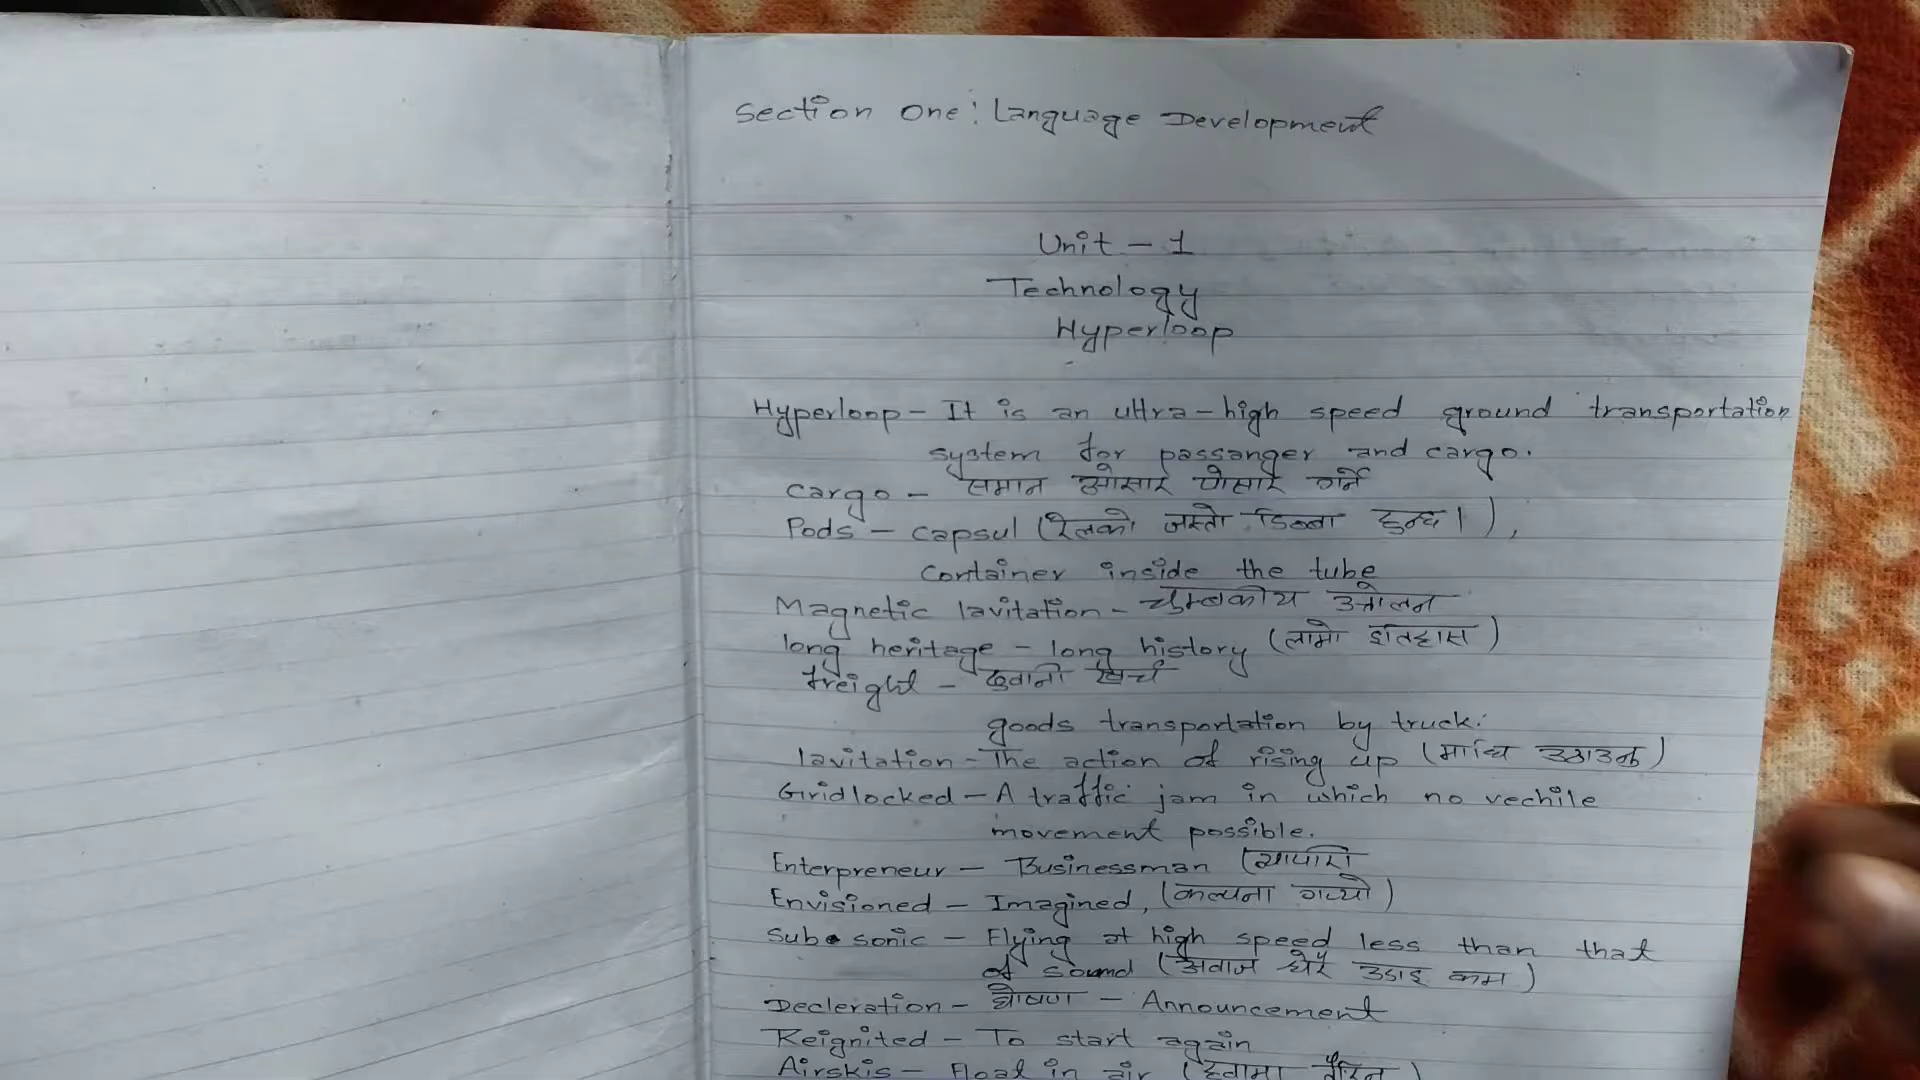 Section One: Language Development
Unit - 1
Technology
Hyperloop
Hyperloop - It is an ultra-high speed ground transportation
system for passanger and cargo.
cargo - समान ओसार पोसार गर्ने
Pods - capsul (रेलको जस्तो डिब्बा हुन्छ।),
container inside the tube
Magnetic lavitation - चुम्बकीय उत्तोलन
long heritage - long history (लामो इतिहास)
freight - ढुवानी खर्च
goods transportation by truck.
lavitation - The action of rising up (माथि उठाउनु)
Gridlocked - A traffic jam in which no vechile
movement possible.
Enterpreneur - Businessman (व्यापारी
Envisioned - Imagined, (कल्पना गर्यो)
Sub sonic - Flying at high speed less than that
of sound (अवाज धेरै उडाइ कम)
Decleration - घोषणा - Announcement
Reignited - To start again
Airskis - Float in air (हवामा